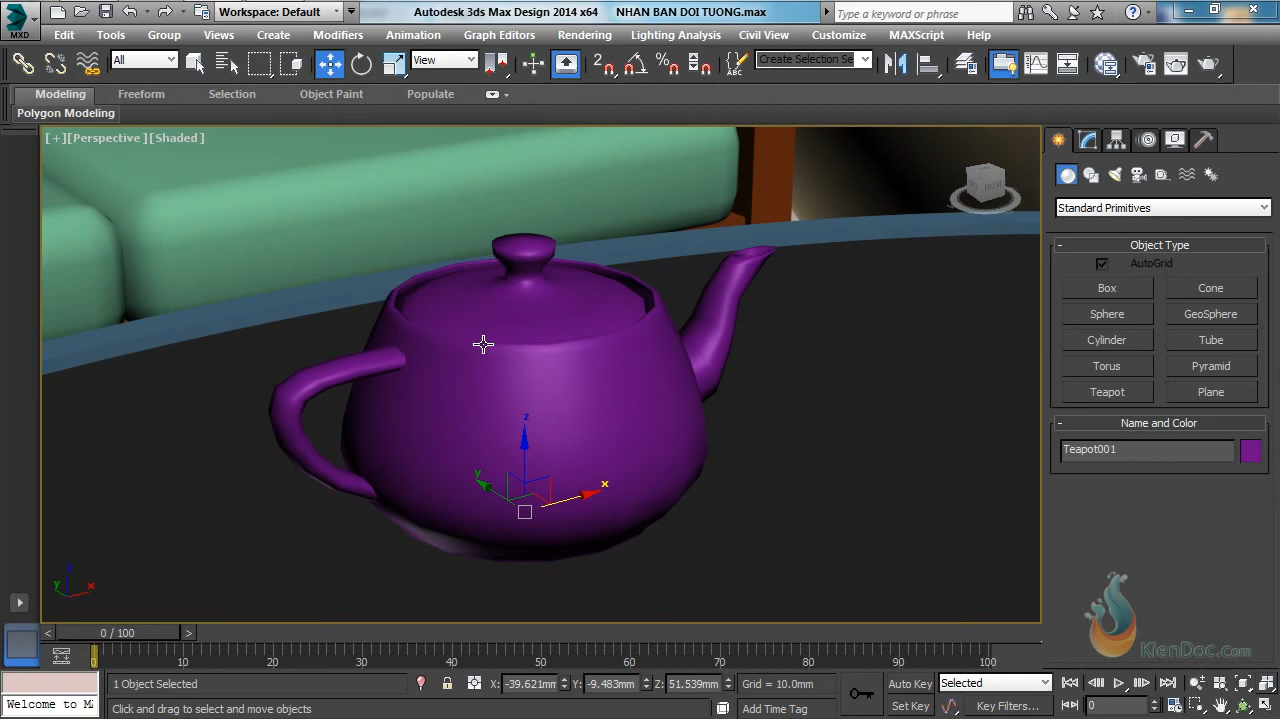 MXD
Workspace: Default
Autodesk 3ds Max Design 2014 x64 NHAN BAN DOI TUONG.max
Type a keyword or phrase
Edit Tools Group Views Create Modifiers Animation Graph Editors Rendering Lighting Analysis Civil View Customize MAXScript Help
All
View
Create Selection Se
Modeling Freeform Selection Object Paint Populate
Polygon Modeling
[+][Perspective][Shaded]
Standard Primitives
- Object Type
AutoGrid
Box Cone
Sphere GeoSphere
Cylinder Tube
Torus Pyramid
Teapot Plane
- Name and Color
Teapot001
z
y
x
y x
KienDoc.com
< 0 / 100 >
0 10 20 30 40 50 60 70 80 90 100
1 Object Selected
X: -39.621mm Y: -9.483mm Z: 51.539mm Grid = 10.0mm
Auto Key Selected
Welcome to M
Click and drag to select and move objects
Add Time Tag
Set Key Key Filters...
0